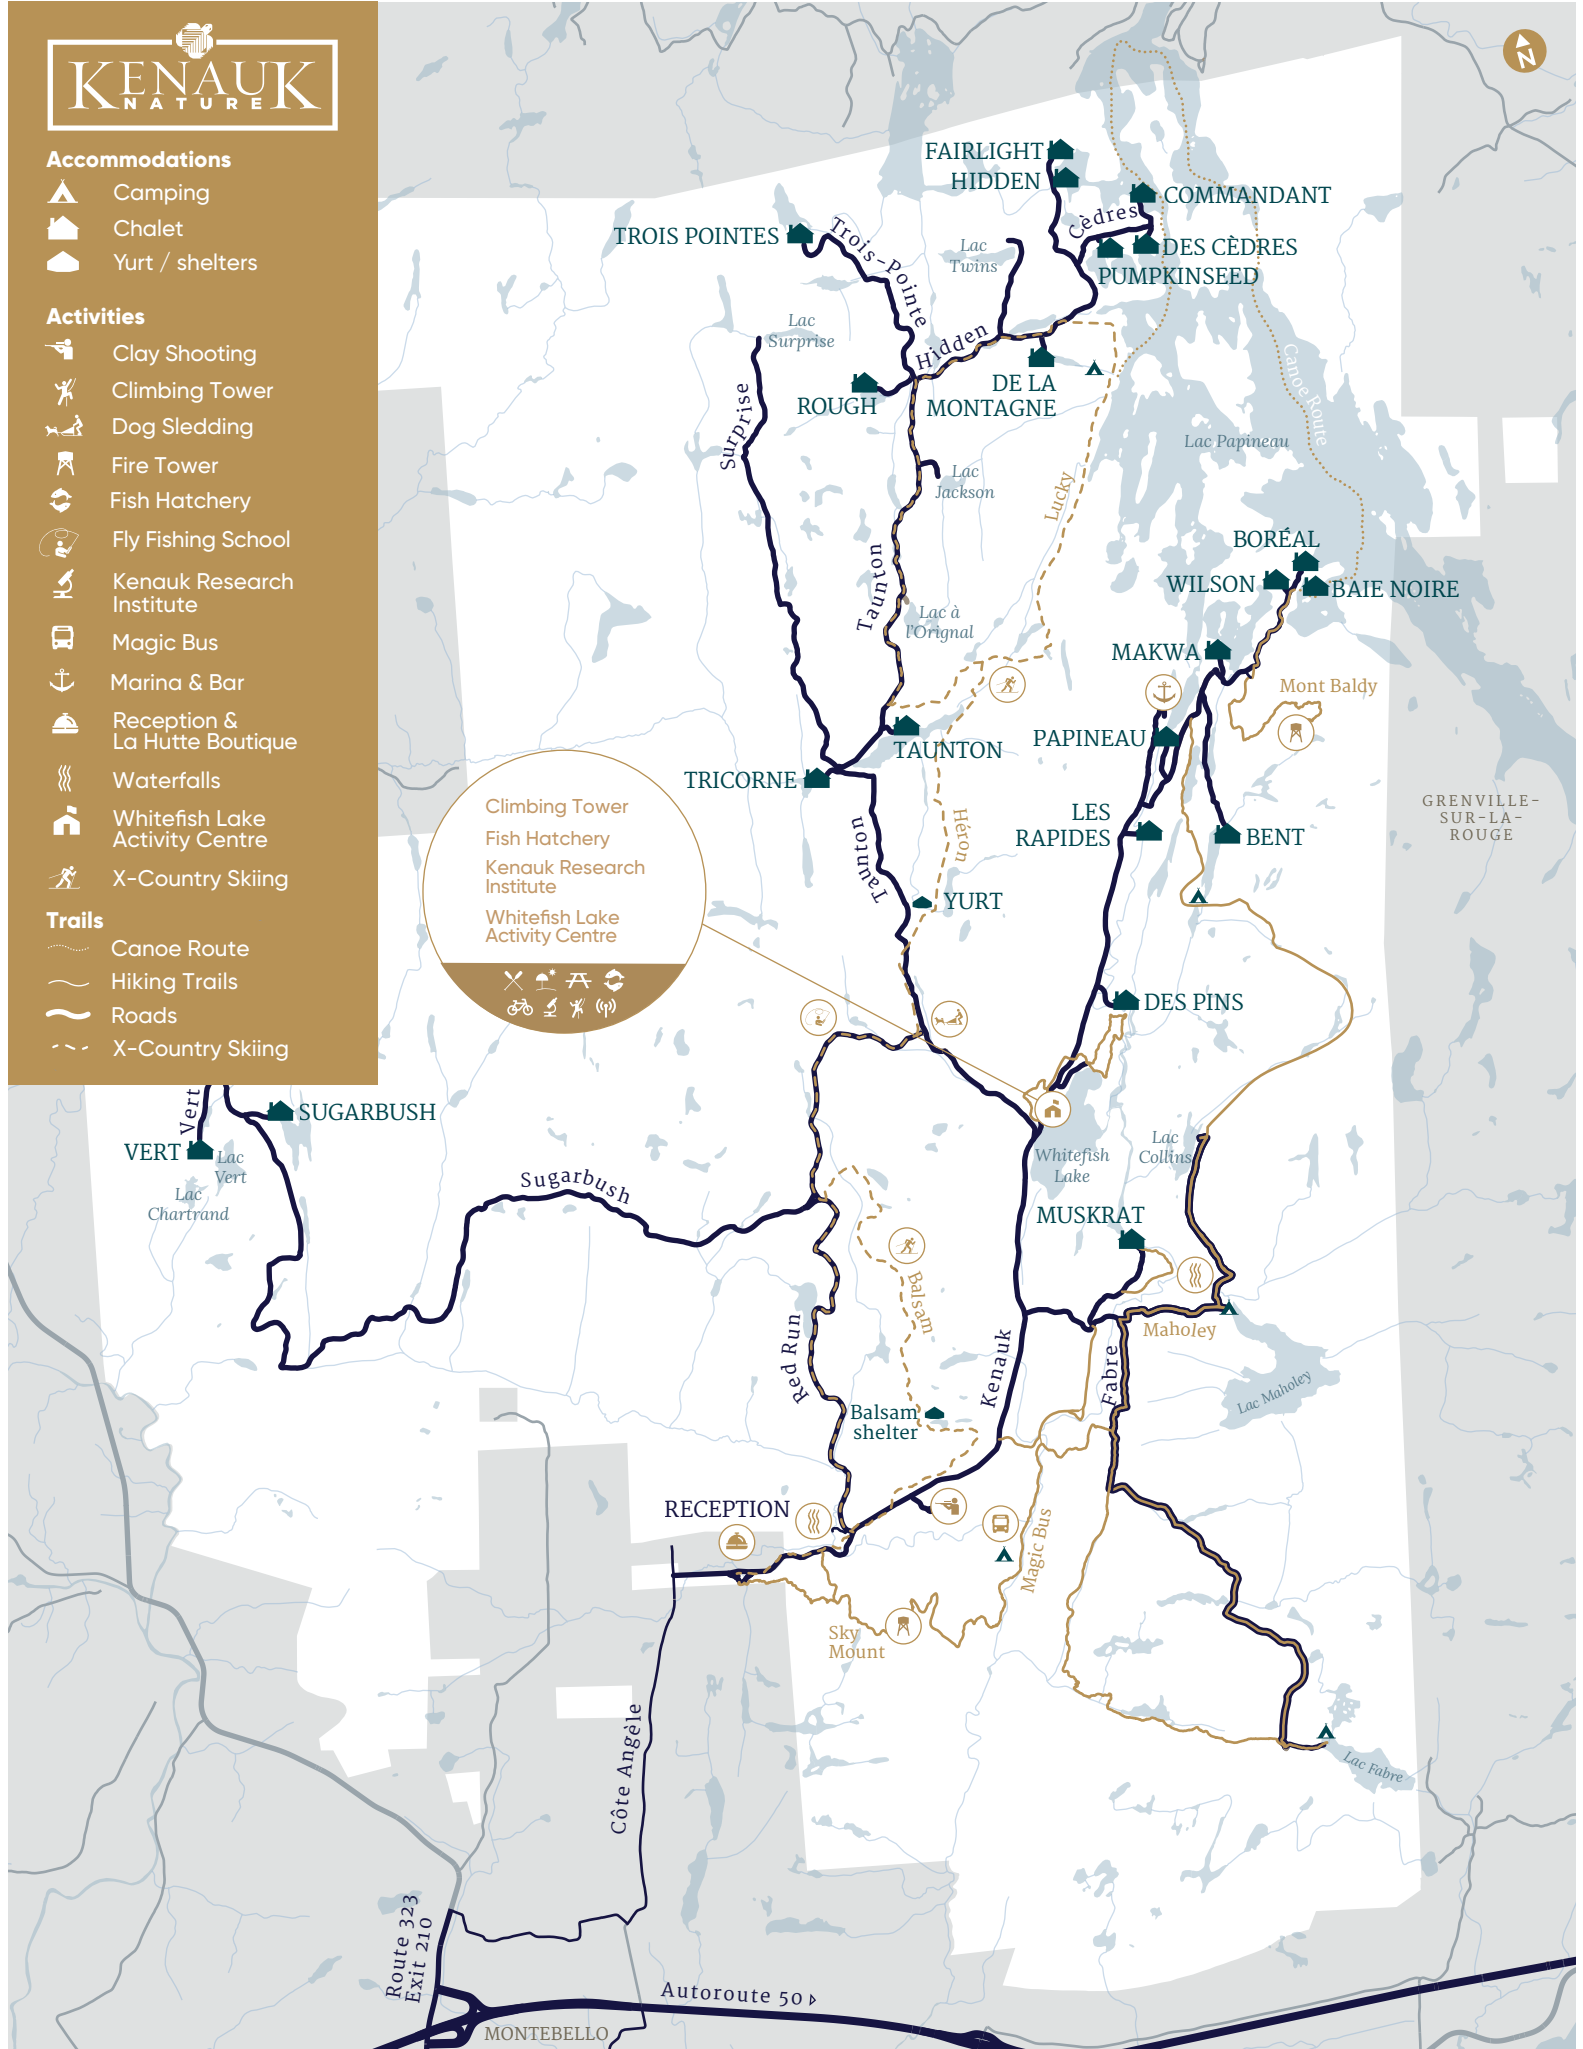 KENAUK
NATURE
Accommodations
Camping
Chalet
Yurt / shelters
Activities
Clay Shooting
Climbing Tower
Dog Sledding
Fire Tower
Fish Hatchery
Fly Fishing School
Kenauk Research
Institute
Magic Bus
Marina & Bar
Reception &
La Hutte Boutique
Waterfalls
Whitefish Lake
Activity Centre
X-Country Skiing
Trails
Canoe Route
Hiking Trails
Roads
X-Country Skiing
N
FAIRLIGHT
HIDDEN
COMMANDANT
Cèdres
DES CÈDRES
PUMPKINSEED
TROIS POINTES
Trois-Pointe
Lac
Twins
Lac
Surprise
Hidden
DE LA
MONTAGNE
ROUGH
Surprise
Canoe Route
Lac Papineau
Lac
Jackson
Lucky
Taunton
Lac à
l'Orignal
BORÉAL
WILSON
BAIE NOIRE
MAKWA
Mont Baldy
PAPINEAU
TAUNTON
TRICORNE
LES
RAPIDES
BENT
GRENVILLE-
SUR-LA-
ROUGE
Climbing Tower
Fish Hatchery
Kenauk Research
Institute
Whitefish Lake
Activity Centre
Taunton
Héron
YURT
DES PINS
Vert
SUGARBUSH
VERT
Lac
Vert
Lac
Chartrand
Sugarbush
Whitefish
Lake
Lac
Collins
MUSKRAT
Balsam
Maholey
Red Run
Kenauk
Fabre
Lac Maholey
Balsam
shelter
RECEPTION
Magic Bus
Sky
Mount
Côte Angèle
Lac Fabre
Route 323
Exit 210
Autoroute 50
MONTEBELLO